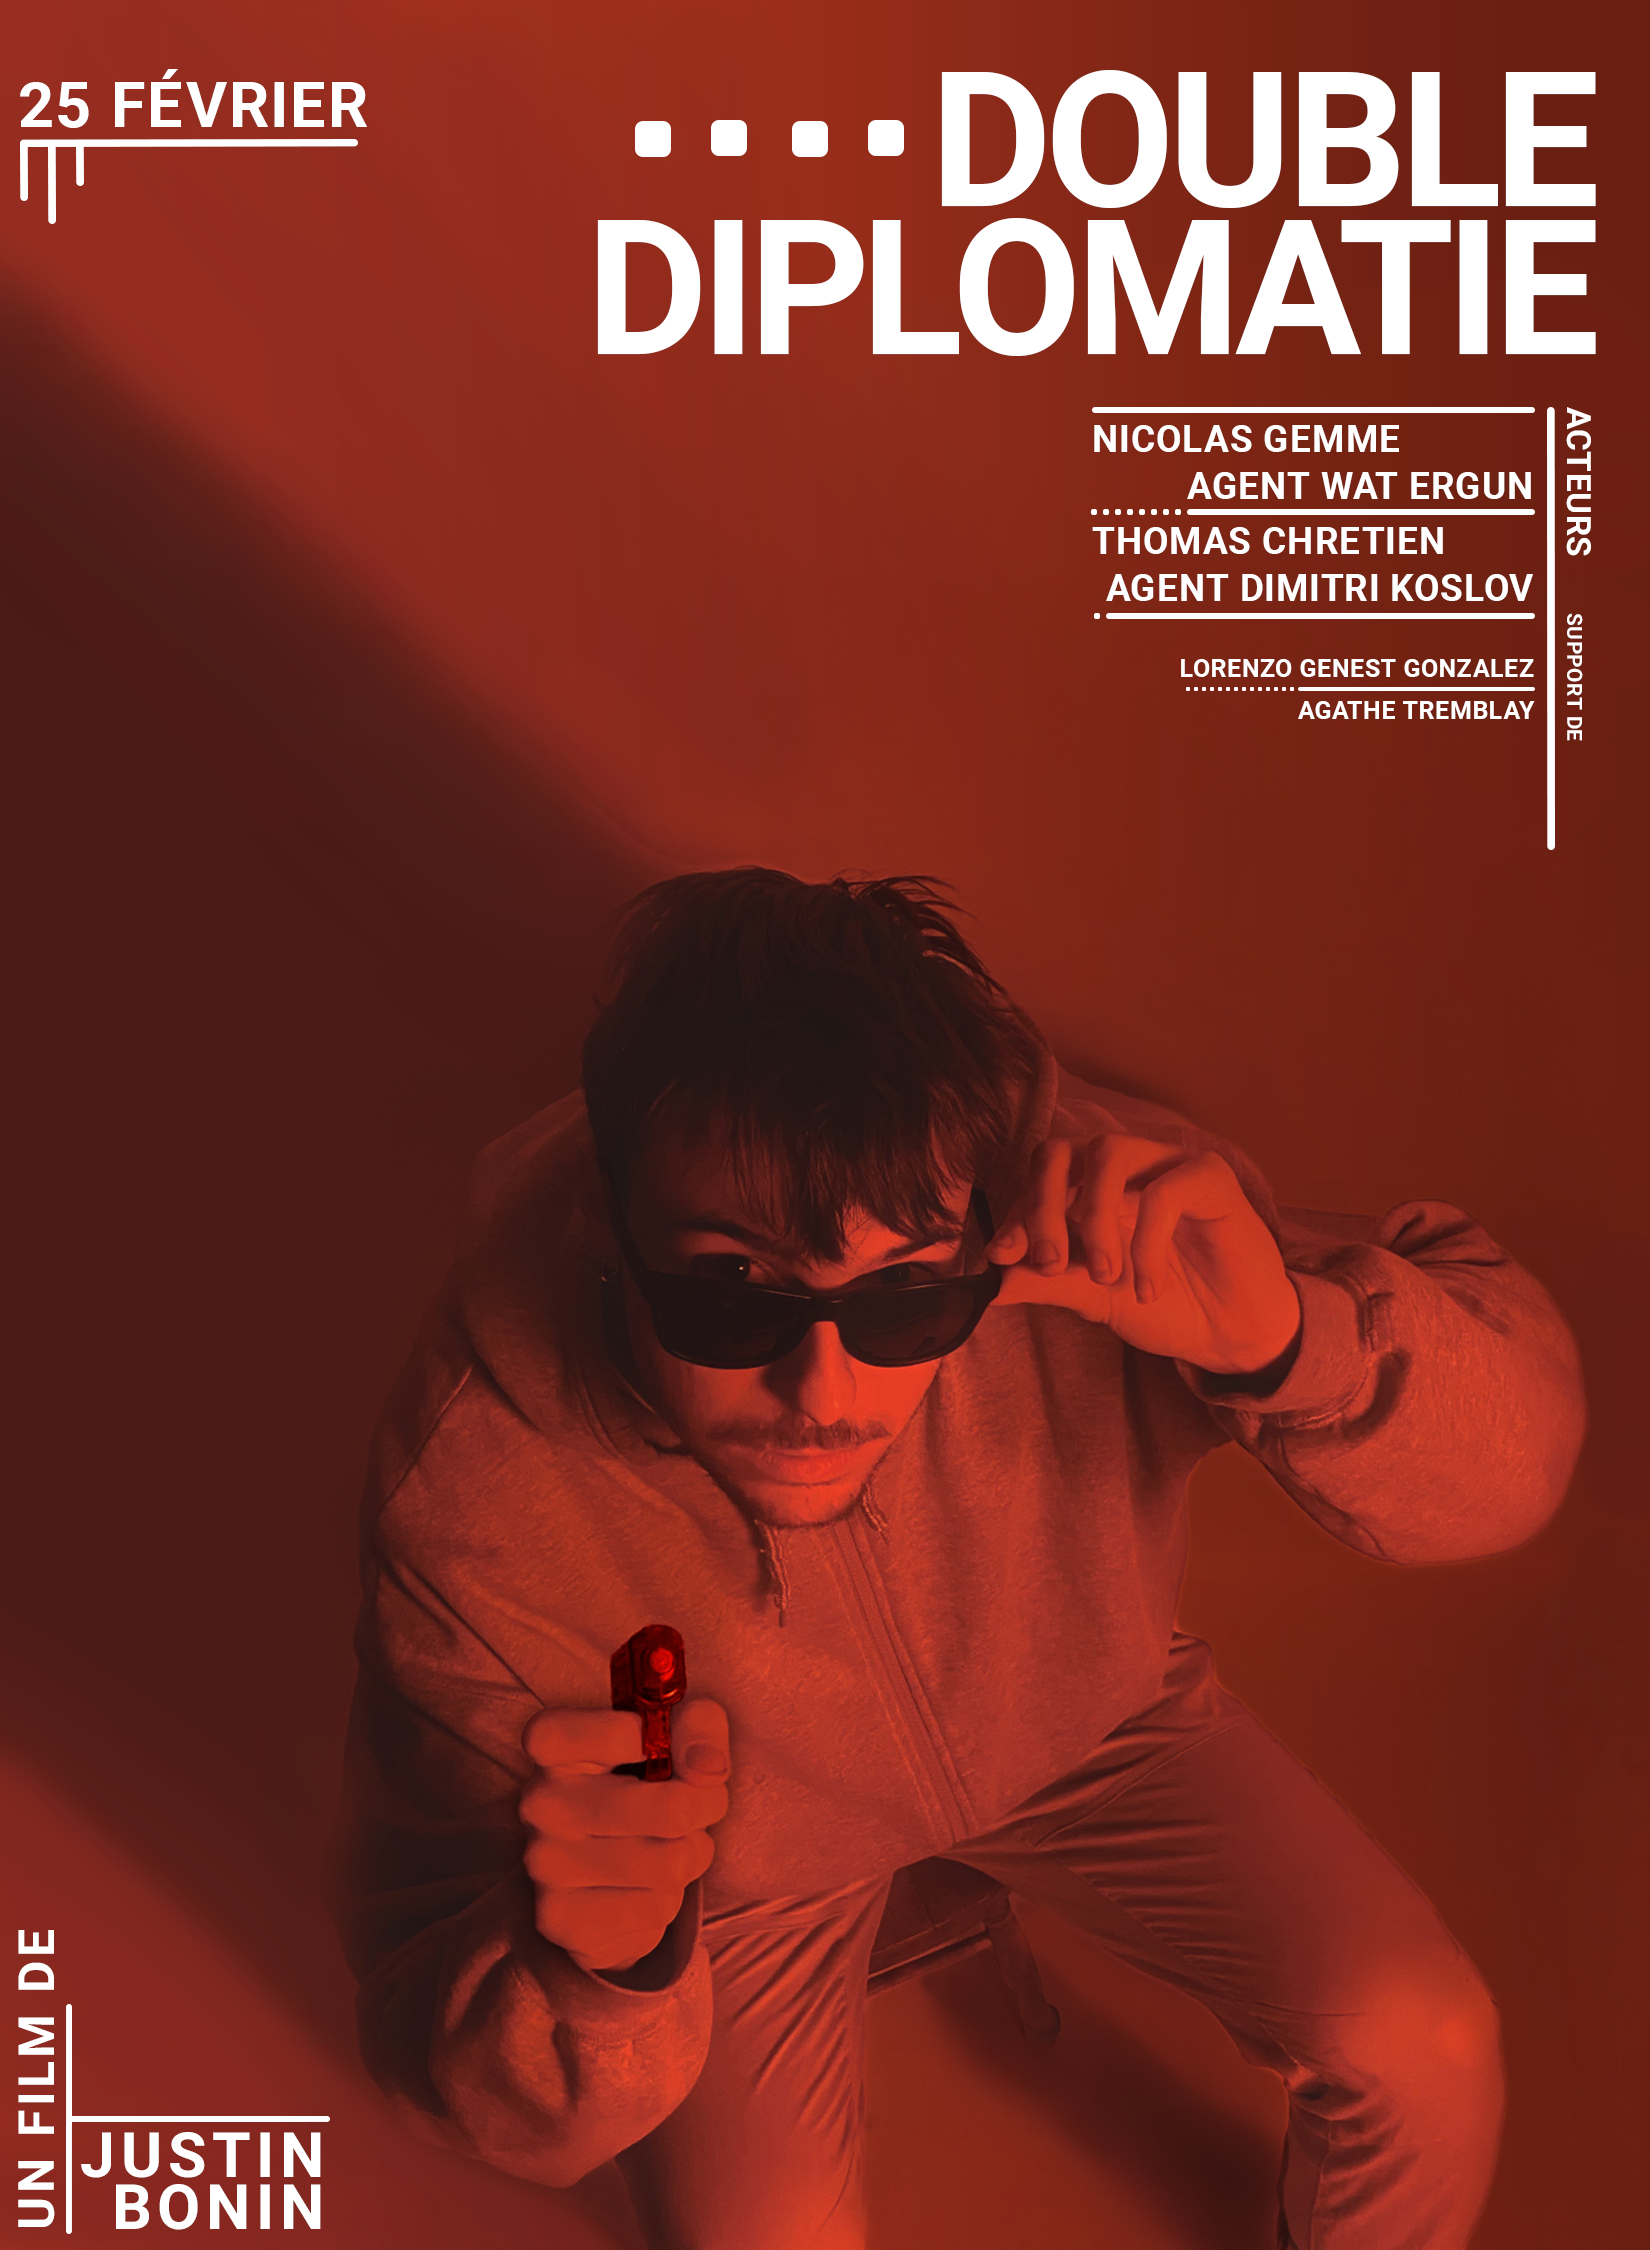 25 FÉVRIER
DOUBLE
DIPLOMATIE
ACTEURS
NICOLAS GEMME
AGENT WAT ERGUN
THOMAS CHRETIEN
AGENT DIMITRI KOSLOV
SUPPORT DE
LORENZO GENEST GONZALEZ
AGATHE TREMBLAY
UN FILM DE
JUSTIN
BONIN